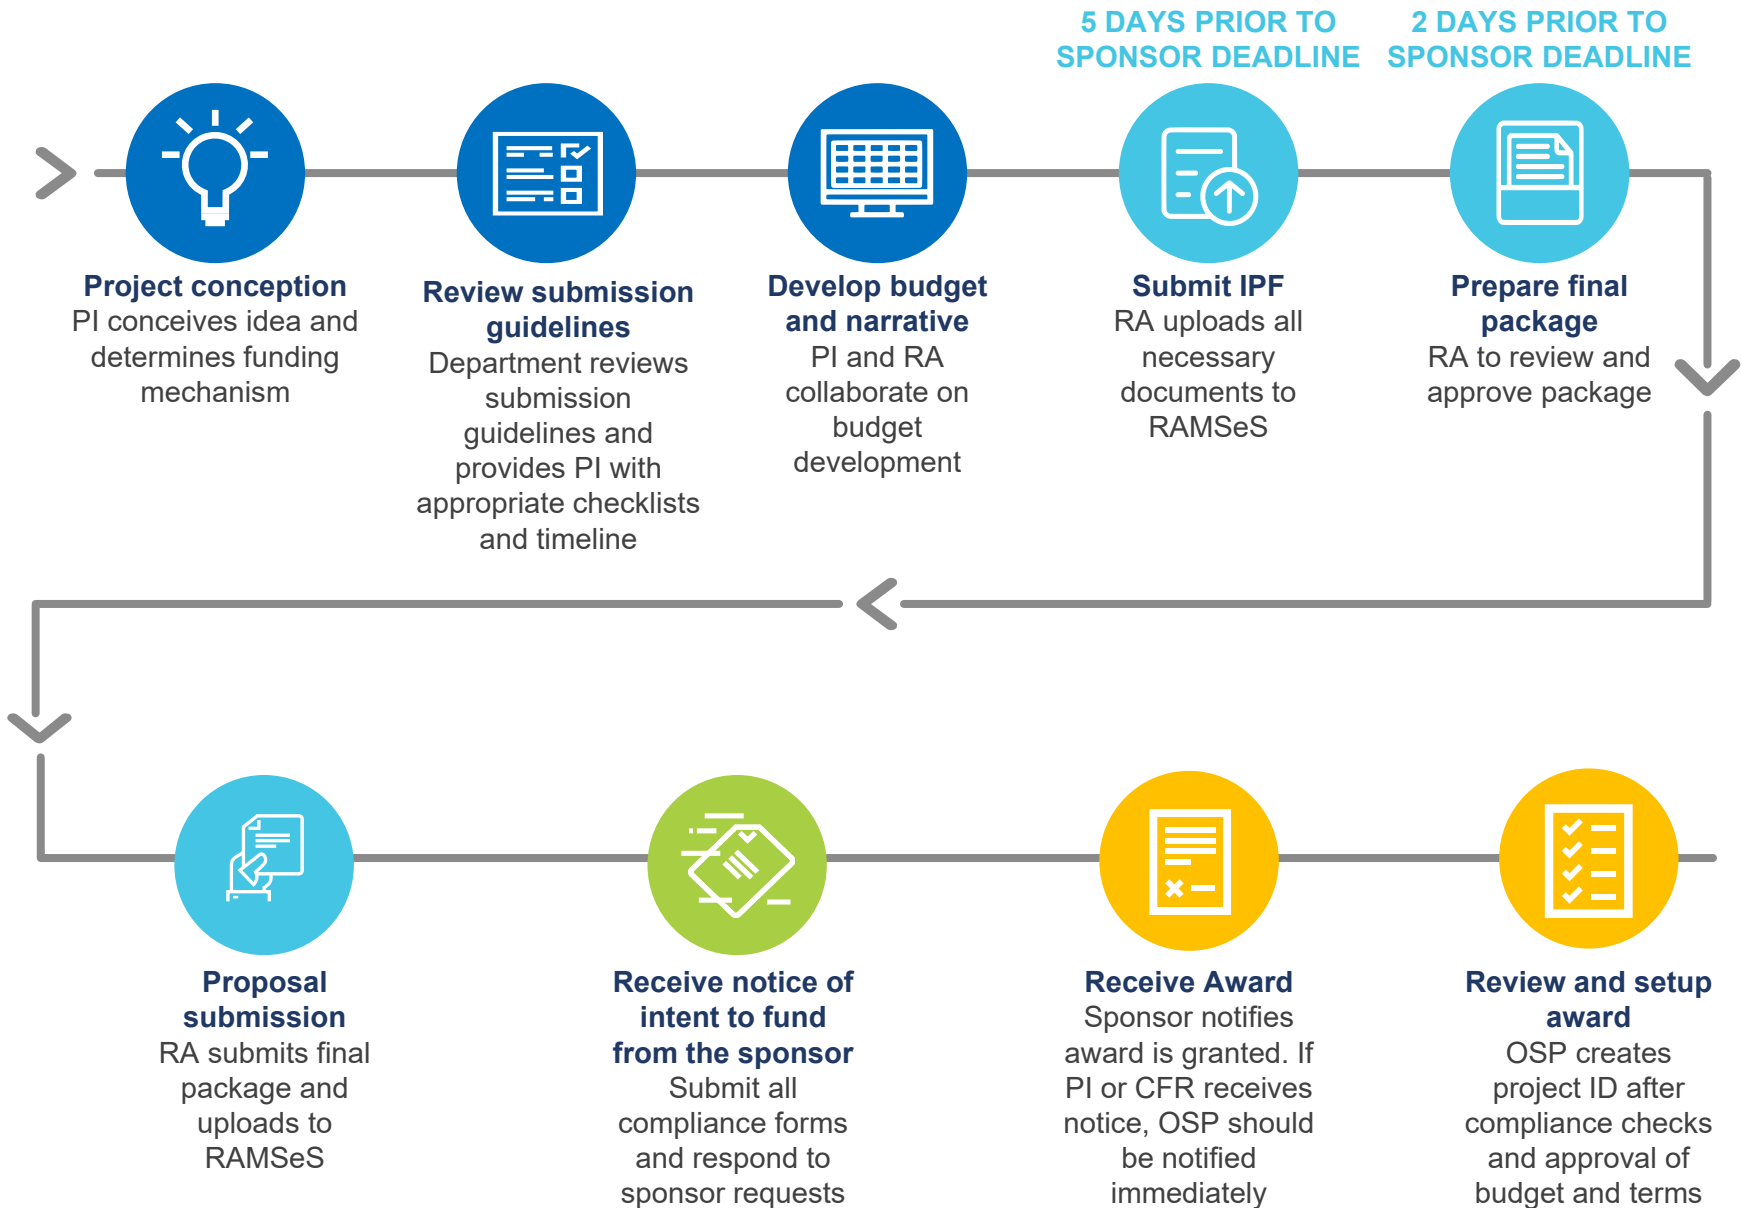 5 DAYS PRIOR TO
SPONSOR DEADLINE
2 DAYS PRIOR TO
SPONSOR DEADLINE
Project conception
PI conceives idea and
determines funding
mechanism
Review submission
guidelines
Department reviews
submission
guidelines and
provides PI with
appropriate checklists
and timeline
Develop budget
and narrative
PI and RA
collaborate on
budget
development
Submit IPF
RA uploads all
necessary
documents to
RAMSeS
Prepare final
package
RA to review and
approve package
Proposal
submission
RA submits final
package and
uploads to
RAMSeS
Receive notice of
intent to fund
from the sponsor
Submit all
compliance forms
and respond to
sponsor requests
Receive Award
Sponsor notifies
award is granted. If
PI or CFR receives
notice, OSP should
be notified
immediately
Review and setup
award
OSP creates
project ID after
compliance checks
and approval of
budget and terms